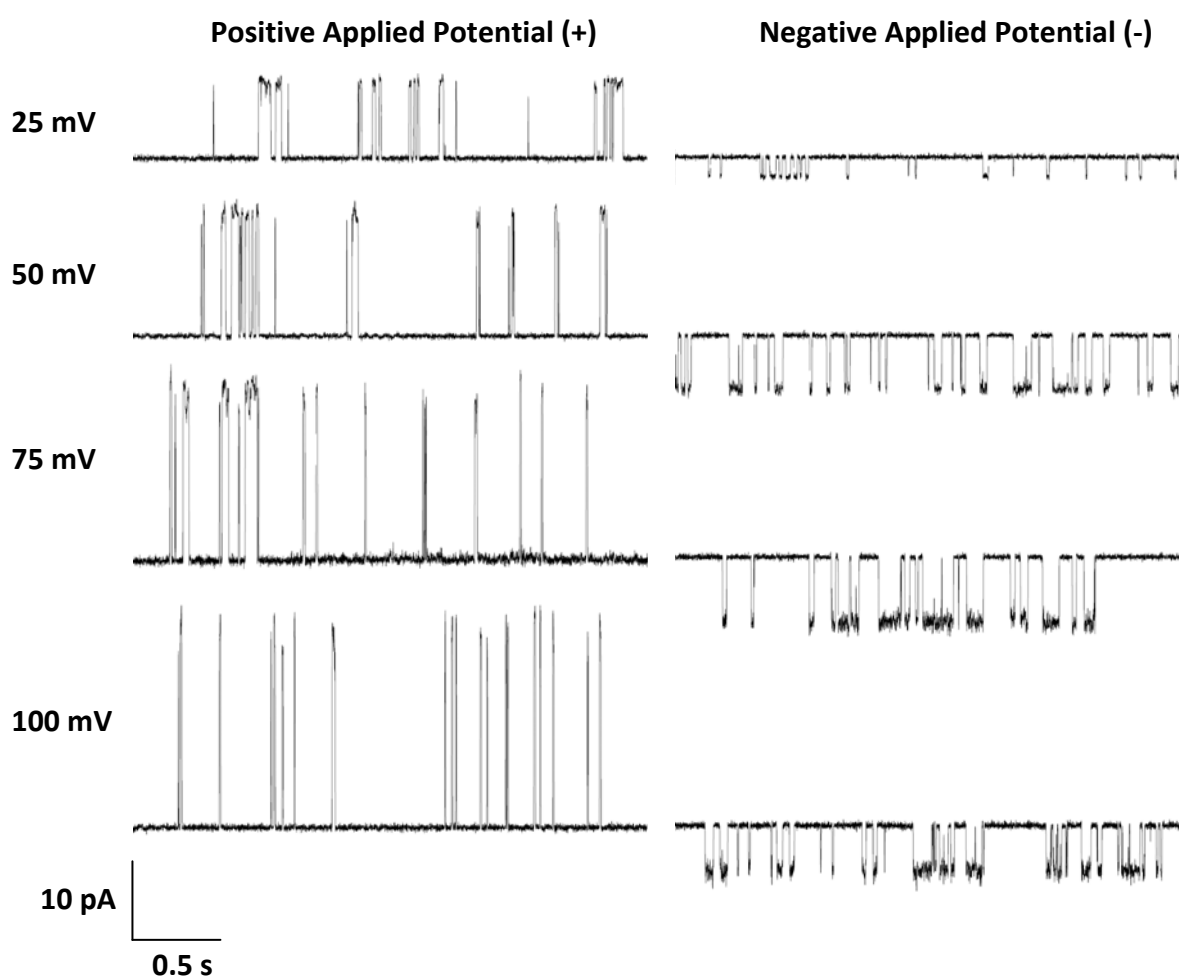 Positive Applied Potential (+)
Negative Applied Potential (-)
25 mV
50 mV
75 mV
100 mV
10 pA
0.5 s